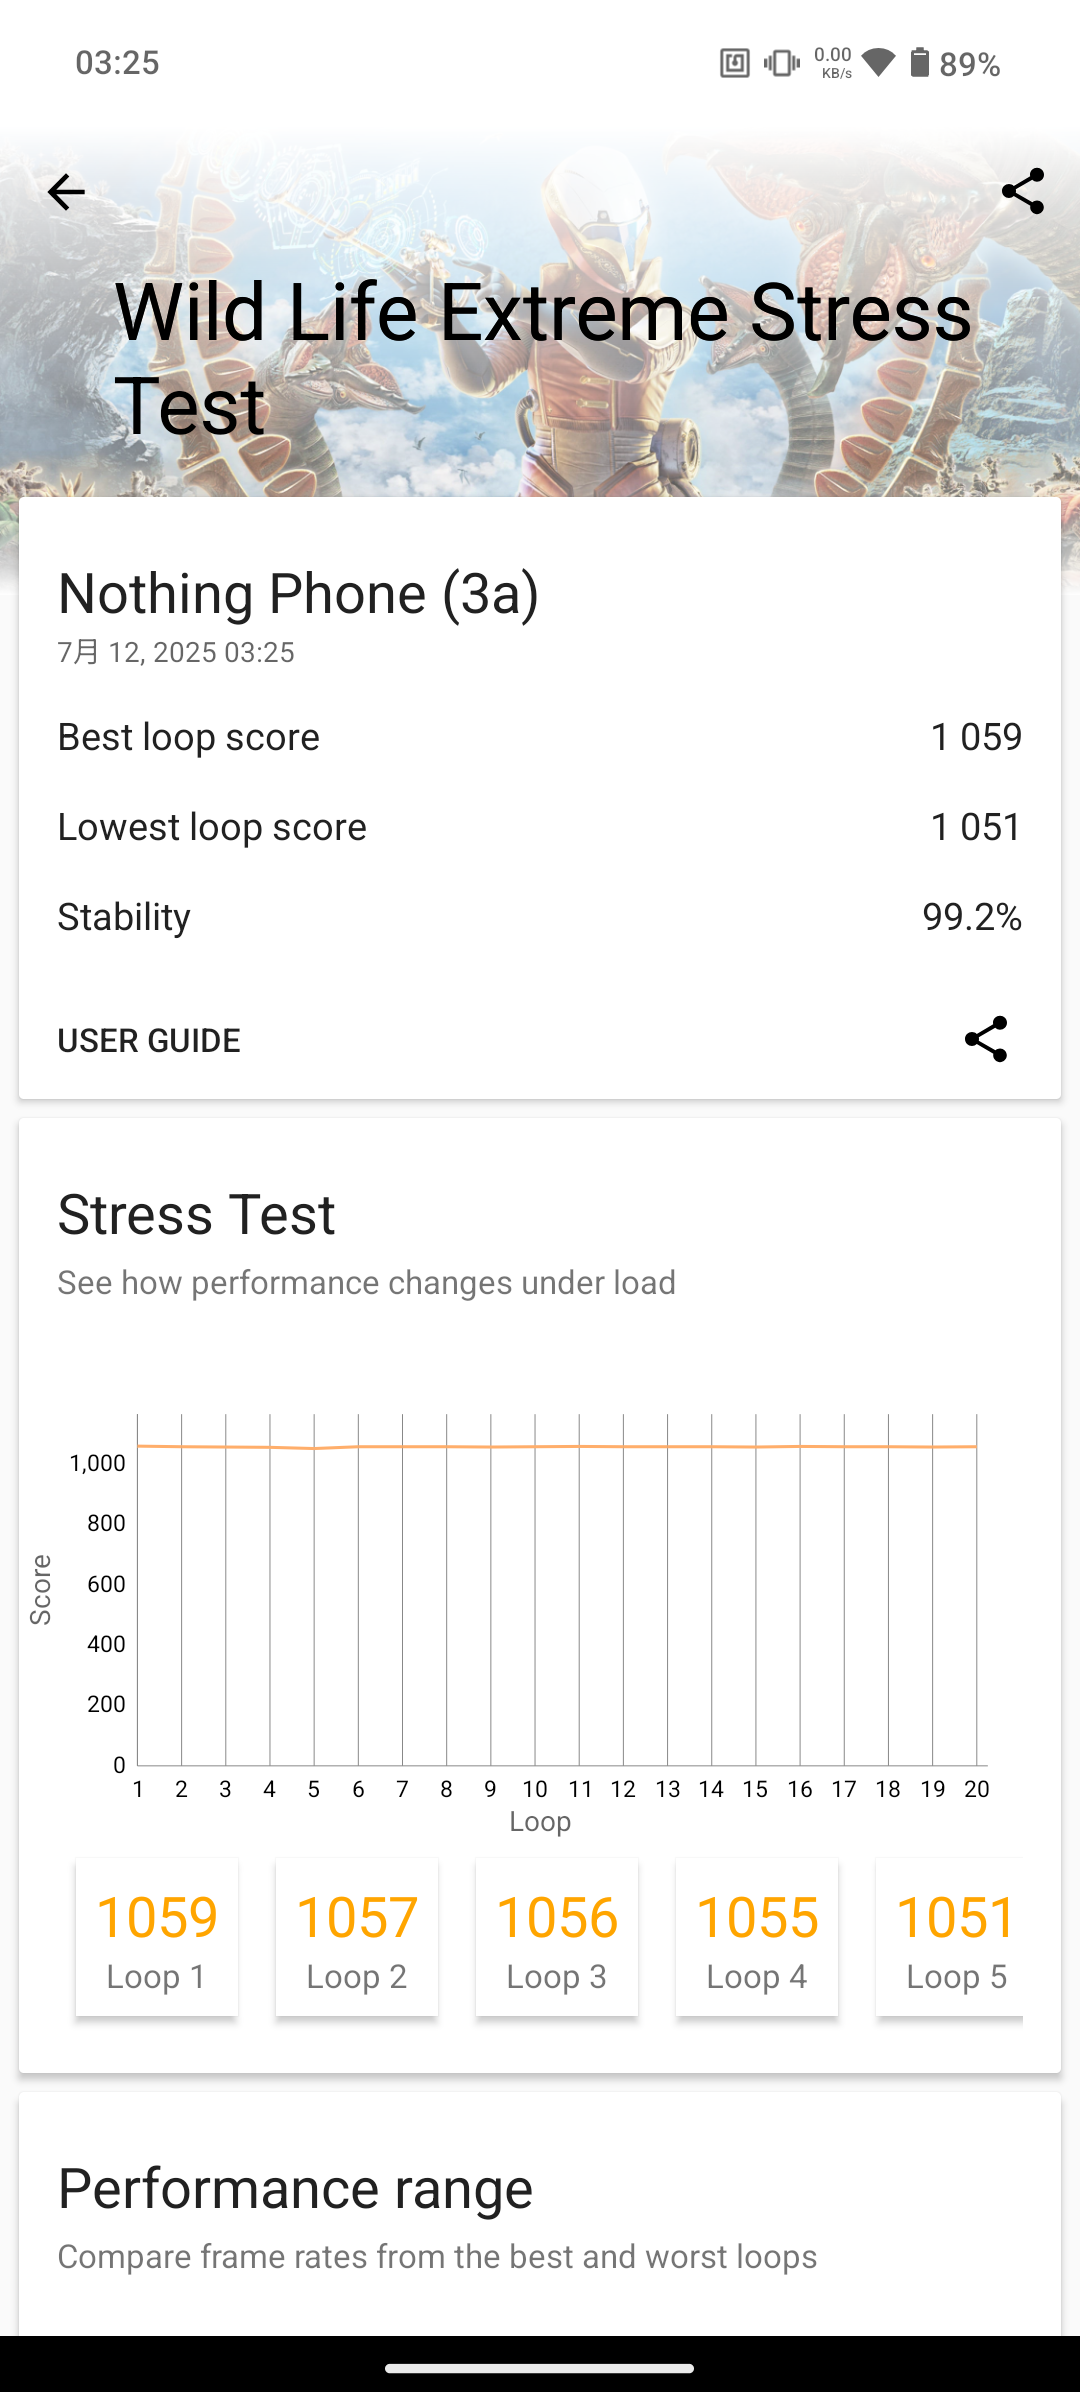 03:25
0.00
KB/s
89%
Wild Life Extreme Stress
Test
Nothing Phone (3a)
7月 12, 2025 03:25
Best loop score 1 059
Lowest loop score 1 051
Stability 99.2%
USER GUIDE
Stress Test
See how performance changes under load
Score
1,000
800
600
400
200
0
1 2 3 4 5 6 7 8 9 10 11 12 13 14 15 16 17 18 19 20
Loop
1059 1057 1056 1055 1051
Loop 1 Loop 2 Loop 3 Loop 4 Loop 5
Performance range
Compare frame rates from the best and worst loops